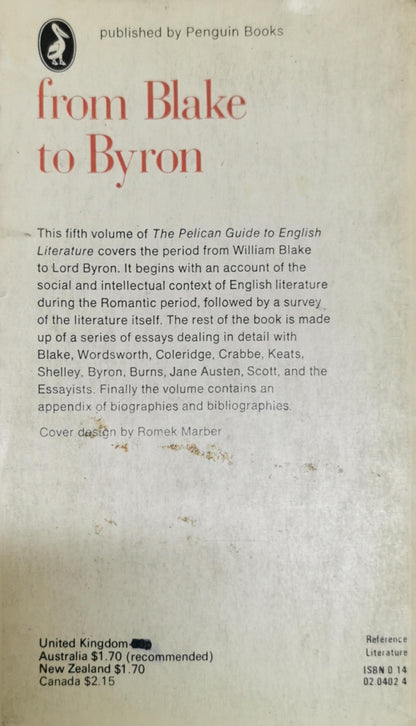 published by Penguin Books
from Blake
to Byron
This fifth volume of The Pelican Guide to English
Literature covers the period from William Blake
to Lord Byron. It begins with an account of the
social and intellectual context of English literature
during the Romantic period, followed by a survey
of the literature itself. The rest of the book is made
up of a series of essays dealing in detail with
Blake, Wordsworth, Coleridge, Crabbe, Keats,
Shelley, Byron, Burns, Jane Austen, Scott, and the
Essayists. Finally the volume contains an
appendix of biographies and bibliographies.
Cover design by Romek Marber
United Kingdom
Australia $1.70 (recommended)
New Zealand $1.70
Canada $2.15
Reference
Literature
ISBN 0 14
02.0402 4